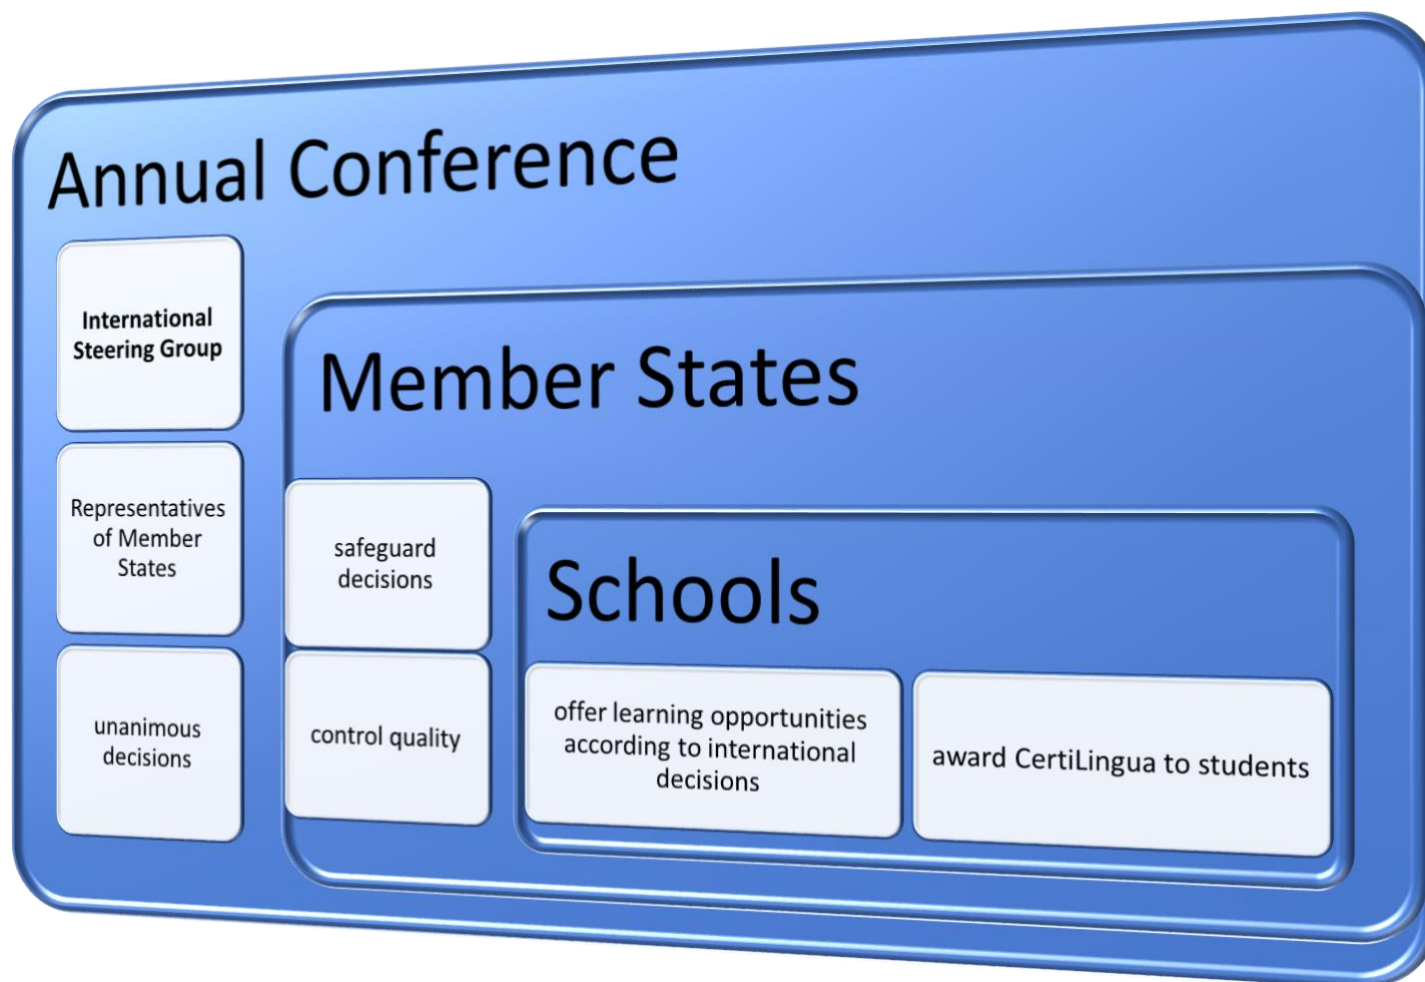 Annual Conference
International
Steering Group
Representatives
of Member
States
unanimous
decisions
Member States
safeguard
decisions
control quality
Schools
offer learning opportunities
according to international
decisions
award CertiLingua to students